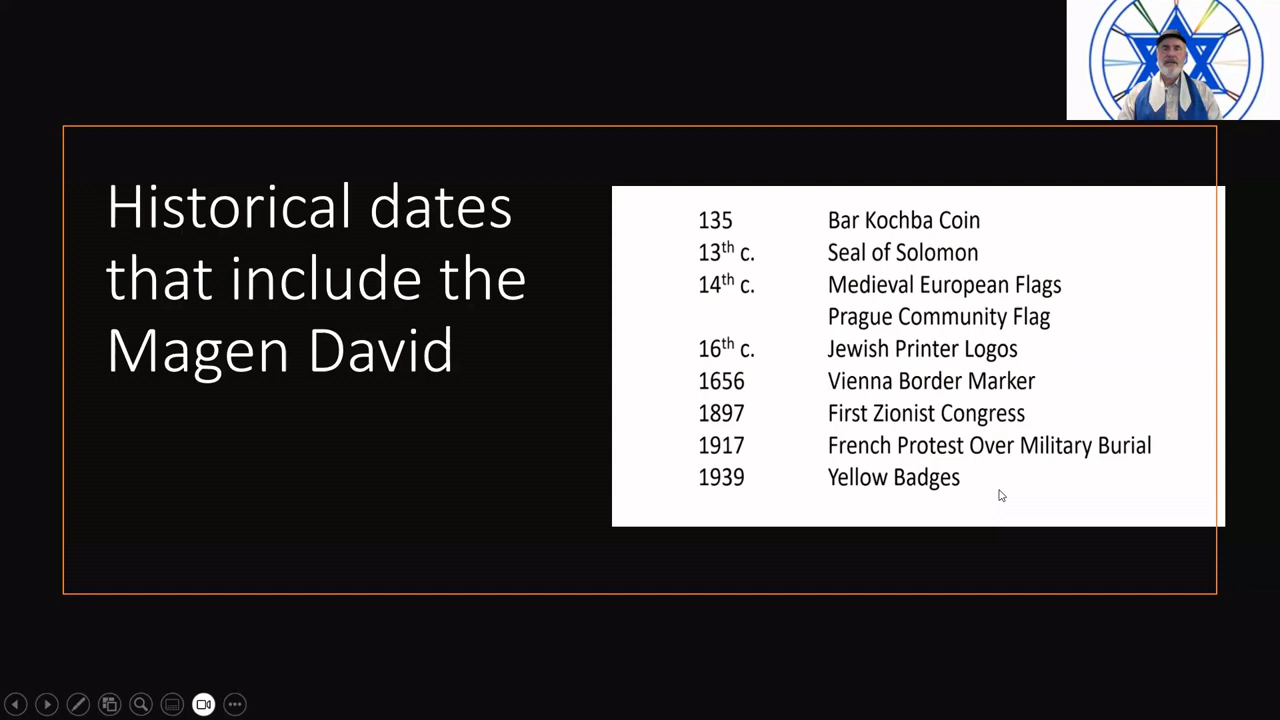 Historical dates
that include the
Magen David
135 Bar Kochba Coin
13th c. Seal of Solomon
14th c. Medieval European Flags
Prague Community Flag
16th c. Jewish Printer Logos
1656 Vienna Border Marker
1897 First Zionist Congress
1917 French Protest Over Military Burial
1939 Yellow Badges